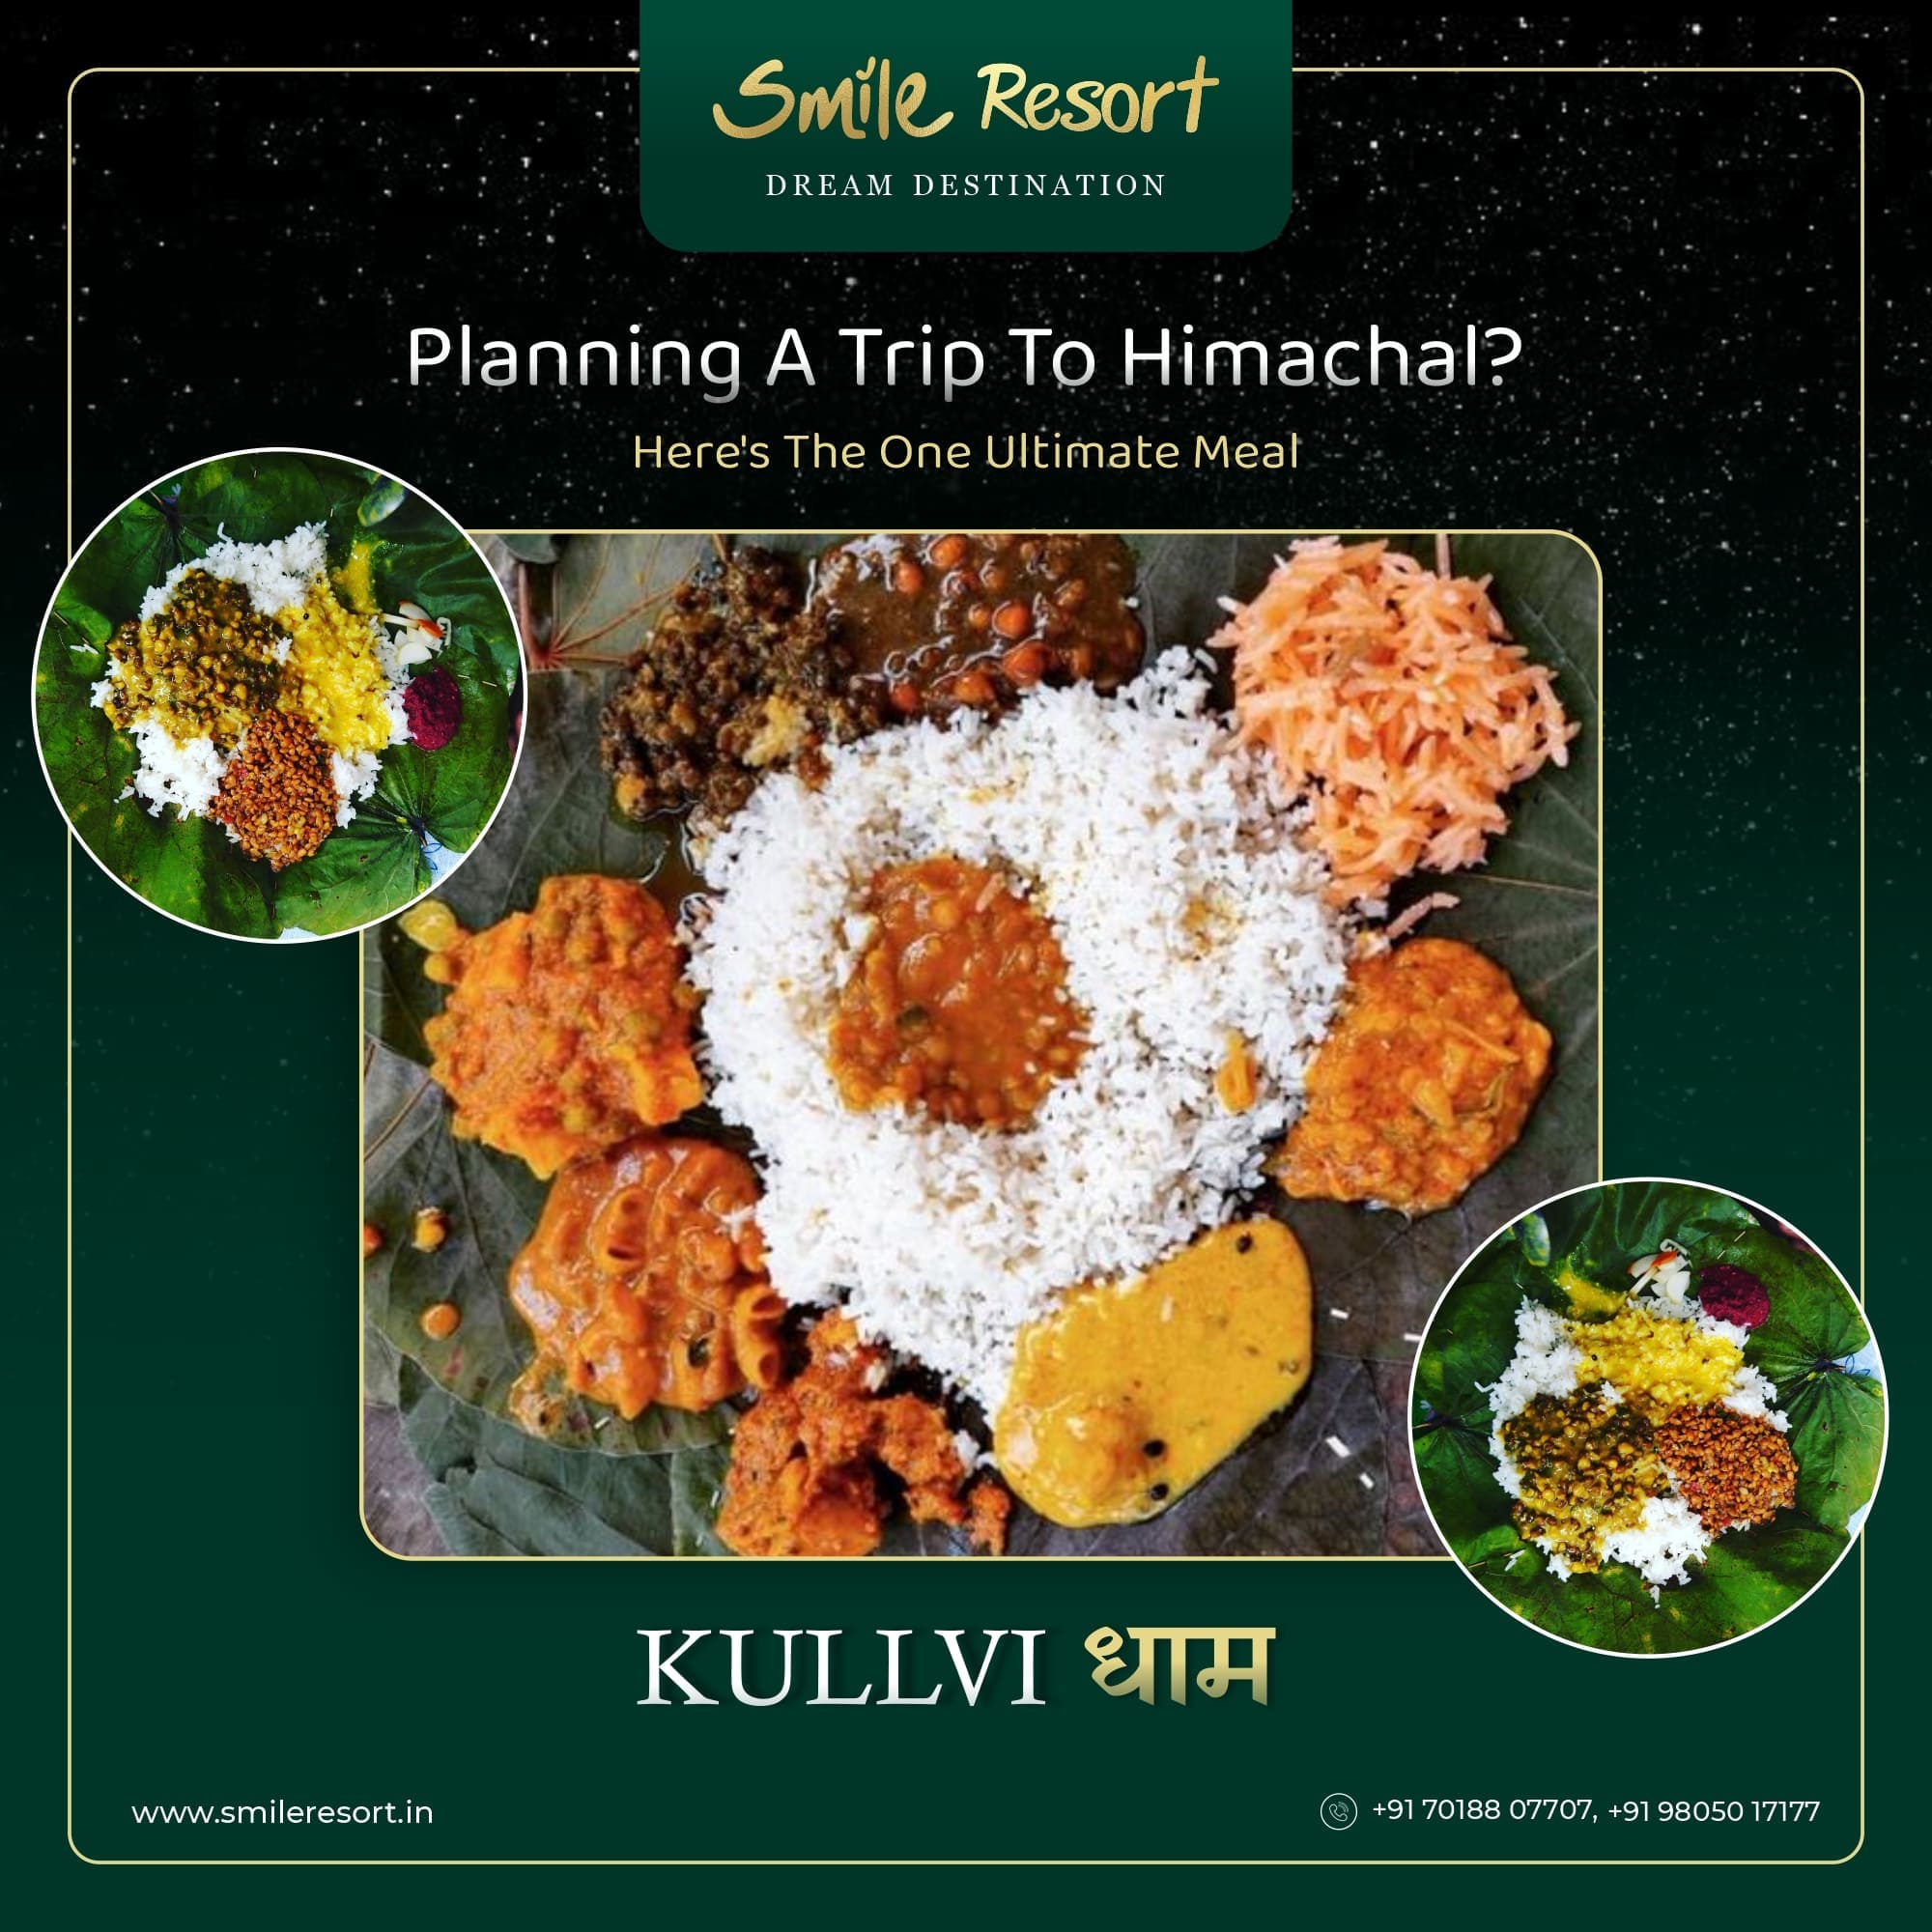 Smile Resort
DREAM DESTINATION
Planning A Trip To Himachal?
Here's The One Ultimate Meal
KULLVI धाम
www.smileresort.in
+91 70188 07707, +91 98050 17177